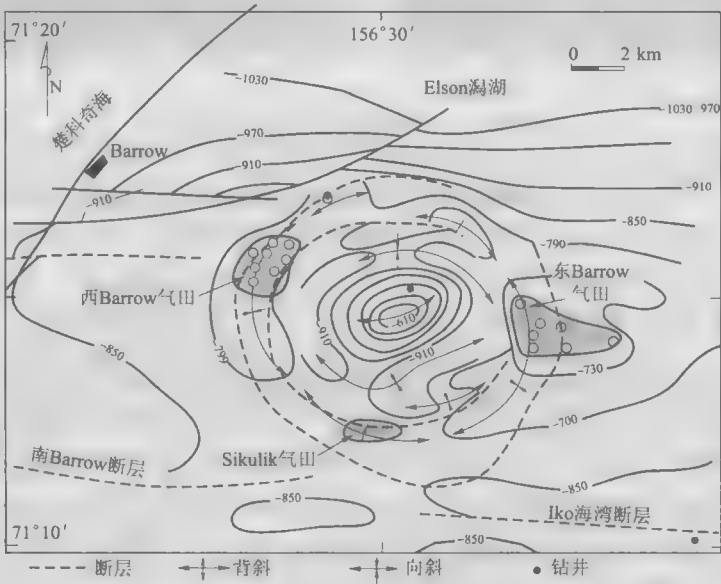 71°20′
156°30′
0 2 km
N
-1030
Elson潟湖
楚科奇海
-970
-1030 970
Barrow
-910
-910
-910
-850
-790
东Barrow
气田
西Barrow气田
-610
-910
-910
-799
-850
-730
-700
Sikulik气田
南Barrow断层
-850
-850
Iko海湾断层
71°10′
-850
断层
背斜
向斜
钻井